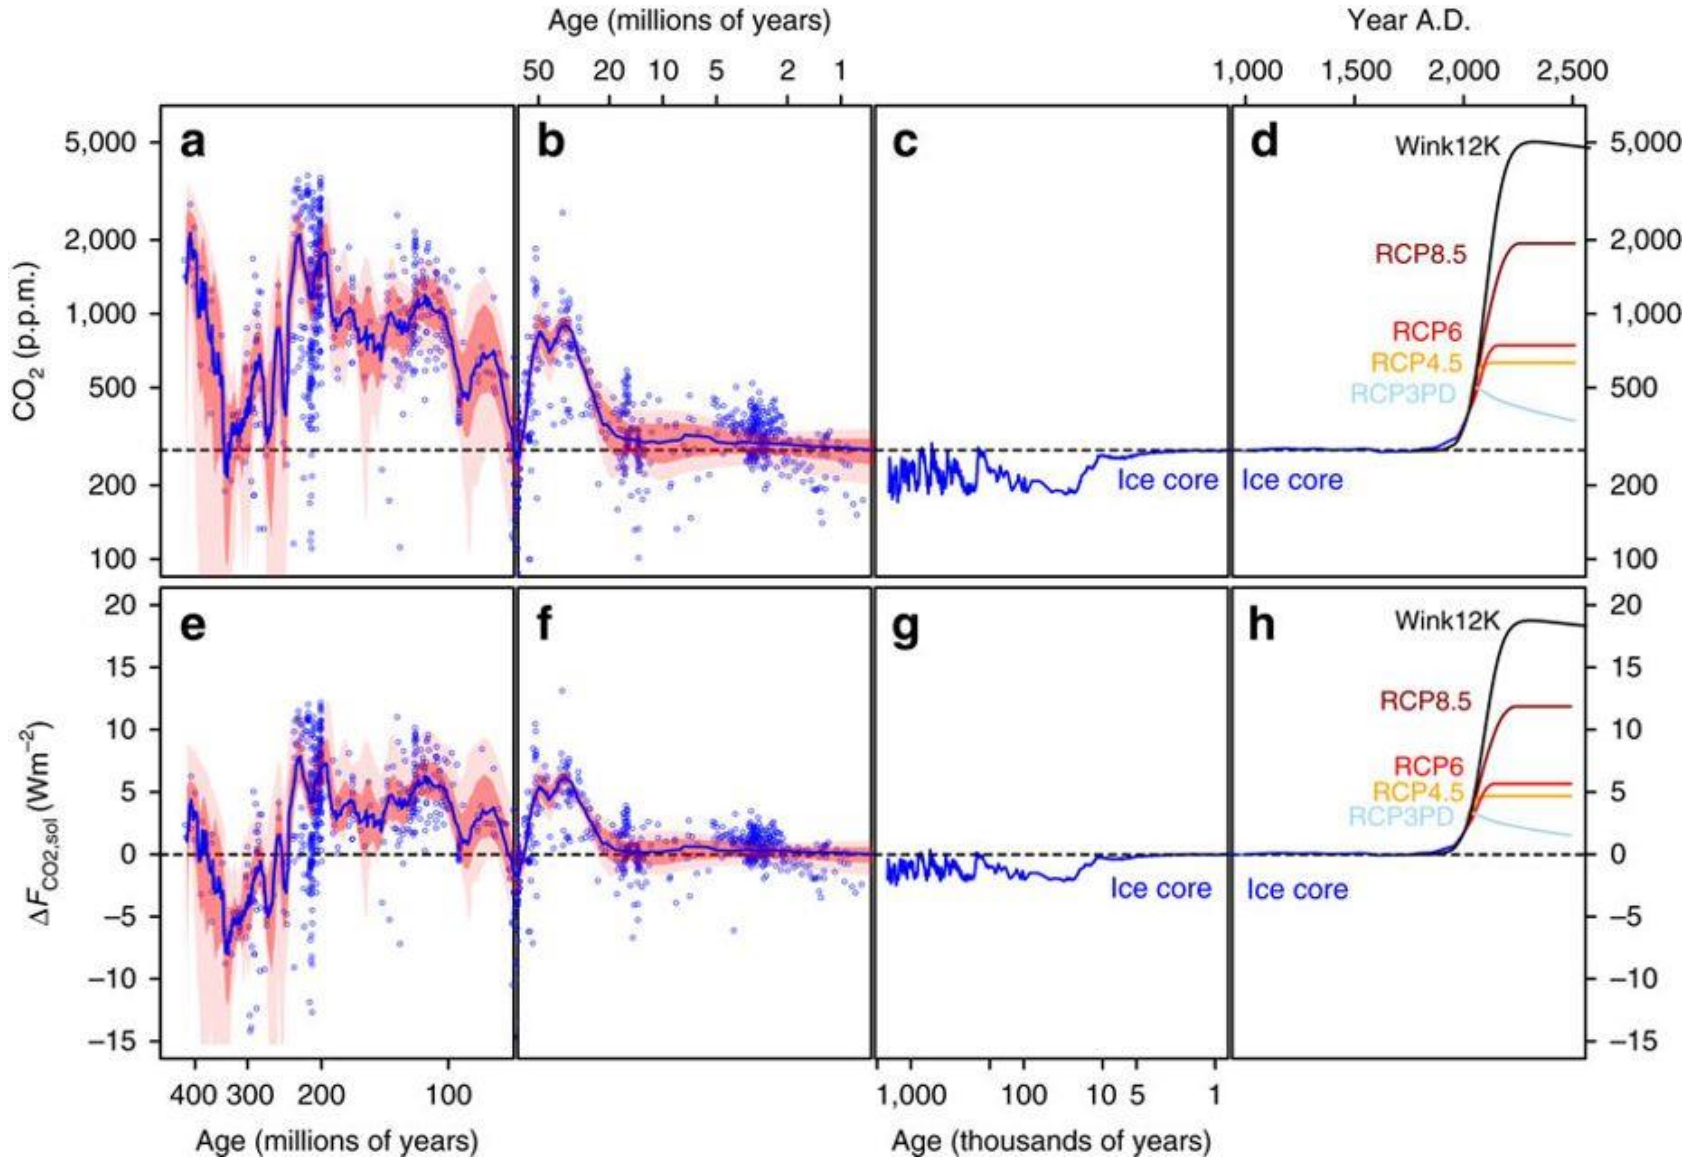 Age (millions of years) Year A.D.
50 20 10 5 2 1 1,000 1,500 2,000 2,500
a b c d
5,000 Wink12K 5,000
2,000 RCP8.5 2,000
1,000 RCP6 1,000
RCP4.5
500 RCP3PD 500
200 Ice core Ice core 200
100 100
CO2 (p.p.m.)
e f g h
20 Wink12K 20
15 15
10 RCP8.5 10
RCP6
5 RCP4.5 5
RCP3PD
0 0
Ice core Ice core
−5 −5
−10 −10
−15 −15
ΔFCO2,sol (Wm−2)
400 300 200 100 1,000 100 10 5 1
Age (millions of years) Age (thousands of years)